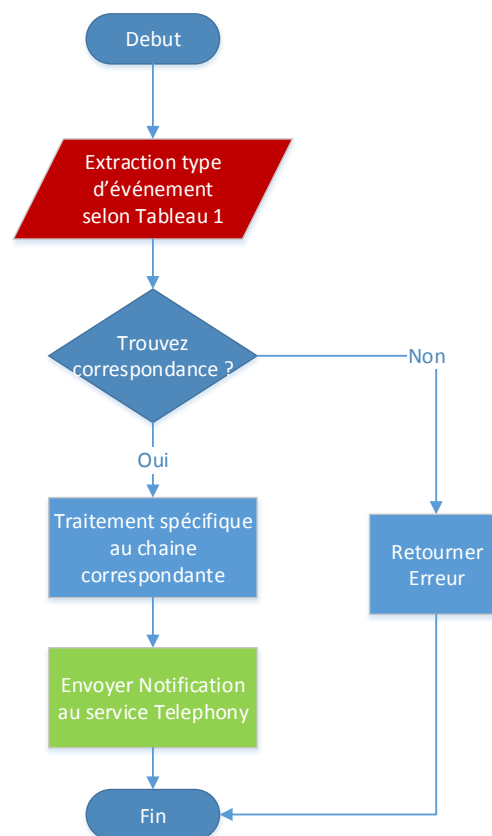 Debut
Extraction type
d'événement
selon Tableau 1
Trouvez
correspondance ?
Non
Oui
Traitement spécifique
au chaine
correspondante
Retourner
Erreur
Envoyer Notification
au service Telephony
Fin